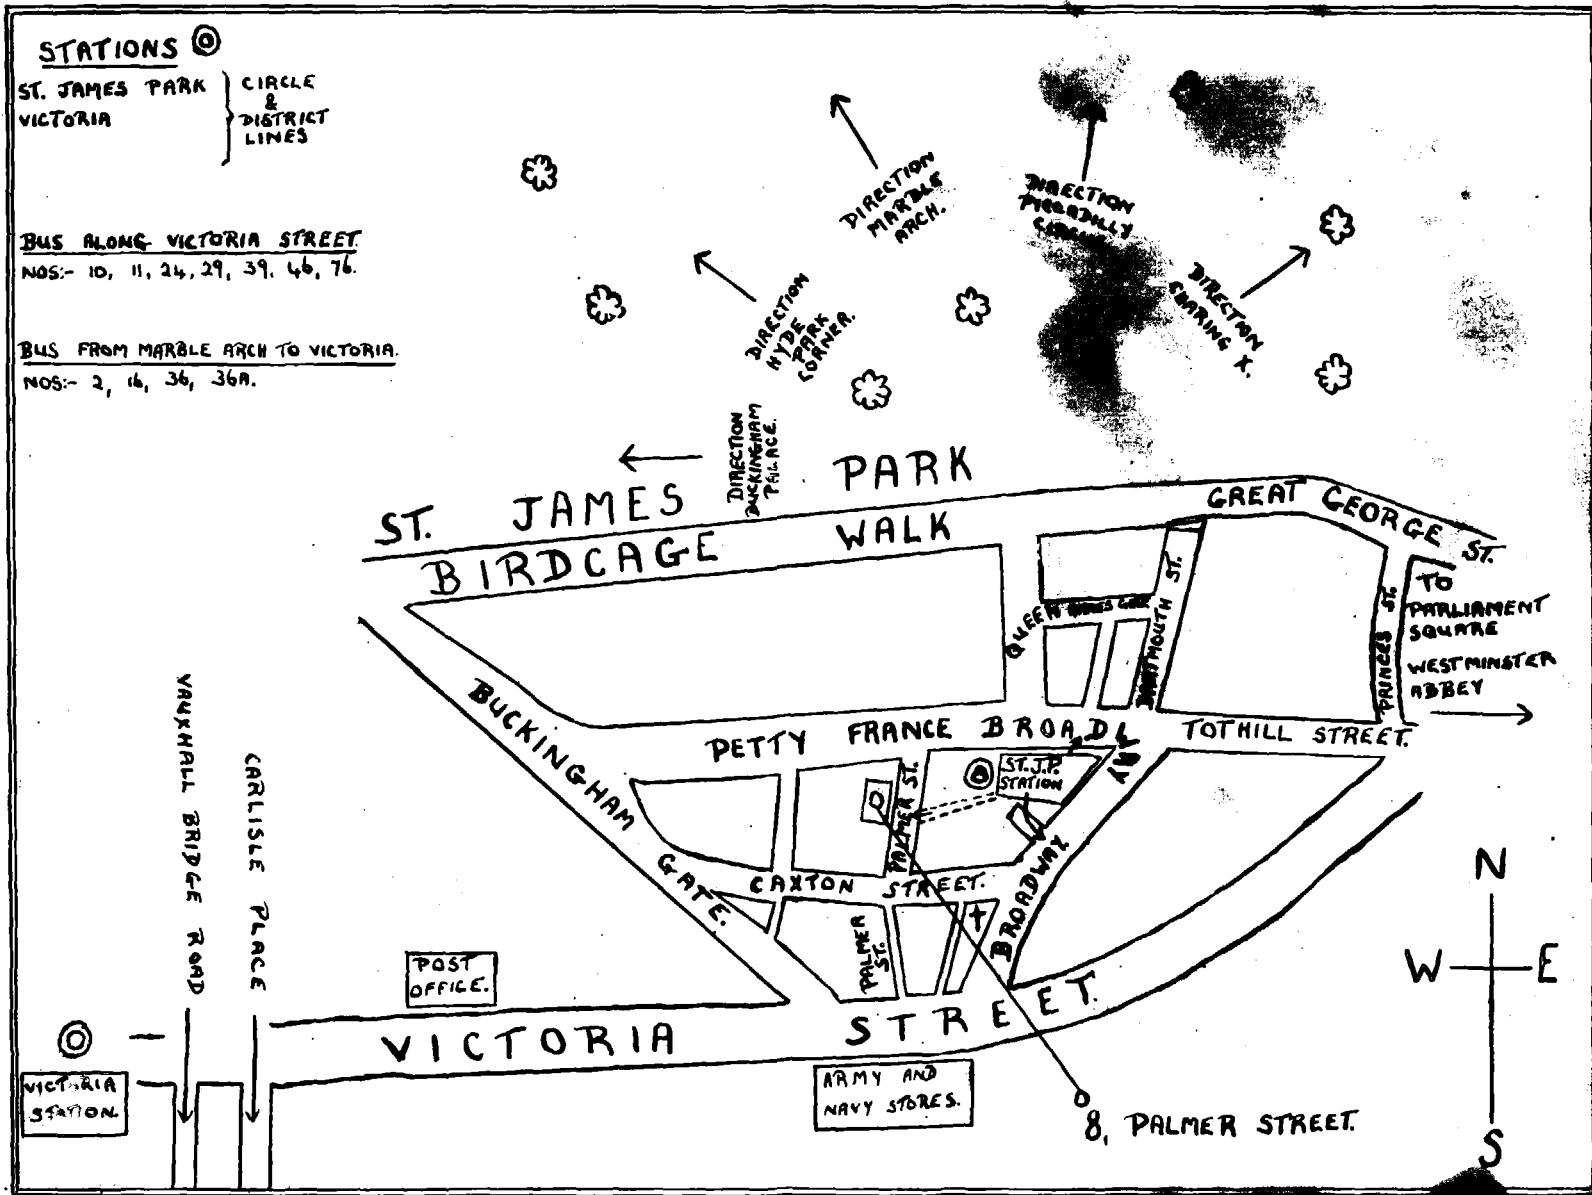 STATIONS
ST. JAMES PARK
VICTORIA
CIRCLE
&
DISTRICT
LINES
BUS ALONG VICTORIA STREET.
NOS:- 10, 11, 24, 29, 39, 46, 76.
BUS FROM MARBLE ARCH TO VICTORIA.
NOS:- 2, 16, 36, 36A.
DIRECTION
MARBLE
ARCH.
DIRECTION
PICCADILLY
CIRCUS
DIRECTION
CHARING X.
DIRECTION
HYDE
PARK
CORNER.
DIRECTION
BUCKINGHAM
PALACE.
ST. JAMES PARK
BIRDCAGE WALK
GREAT GEORGE ST.
QUEEN
DARTMOUTH ST.
PRINCES ST.
TO
PARLIAMENT
SQUARE
WESTMINSTER
ABBEY
BUCKINGHAM GATE.
PETTY FRANCE
BROADWAY
TOTHILL STREET.
PALMER ST.
ST. J.P.
STATION
CAXTON STREET.
PALMER
ST.
BROADWAY
VAUXHALL BRIDGE ROAD
CARLISLE PLACE
POST
OFFICE.
VICTORIA STREET.
VICTORIA
STATION.
ARMY AND
NAVY STORES.
8, PALMER STREET.
N
W
E
S